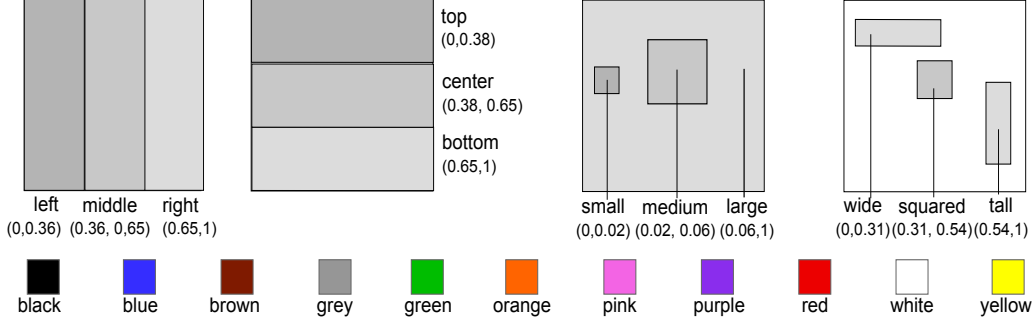 top
(0,0.38)
center
(0.38, 0.65)
bottom
(0.65,1)
left middle right
(0,0.36) (0.36, 0,65) (0.65,1)
small medium large
(0,0.02) (0.02, 0.06) (0.06,1)
wide squared tall
(0,0.31) (0.31, 0.54) (0.54,1)
black blue brown grey green orange pink purple red white yellow